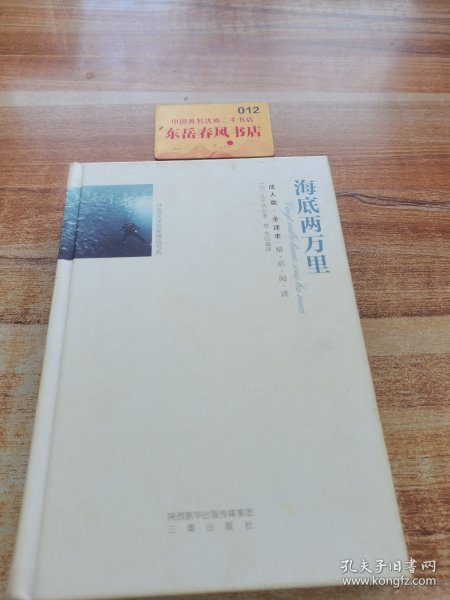 012
中国著名优质二手书店
东岳春风书店
海底两万里
Vingt mille lieues sous les mers
成人版·全译本 精·彩·阅·读
陕西新华出版传媒集团
三秦出版社
孔夫子旧书网
www.kongfz.com